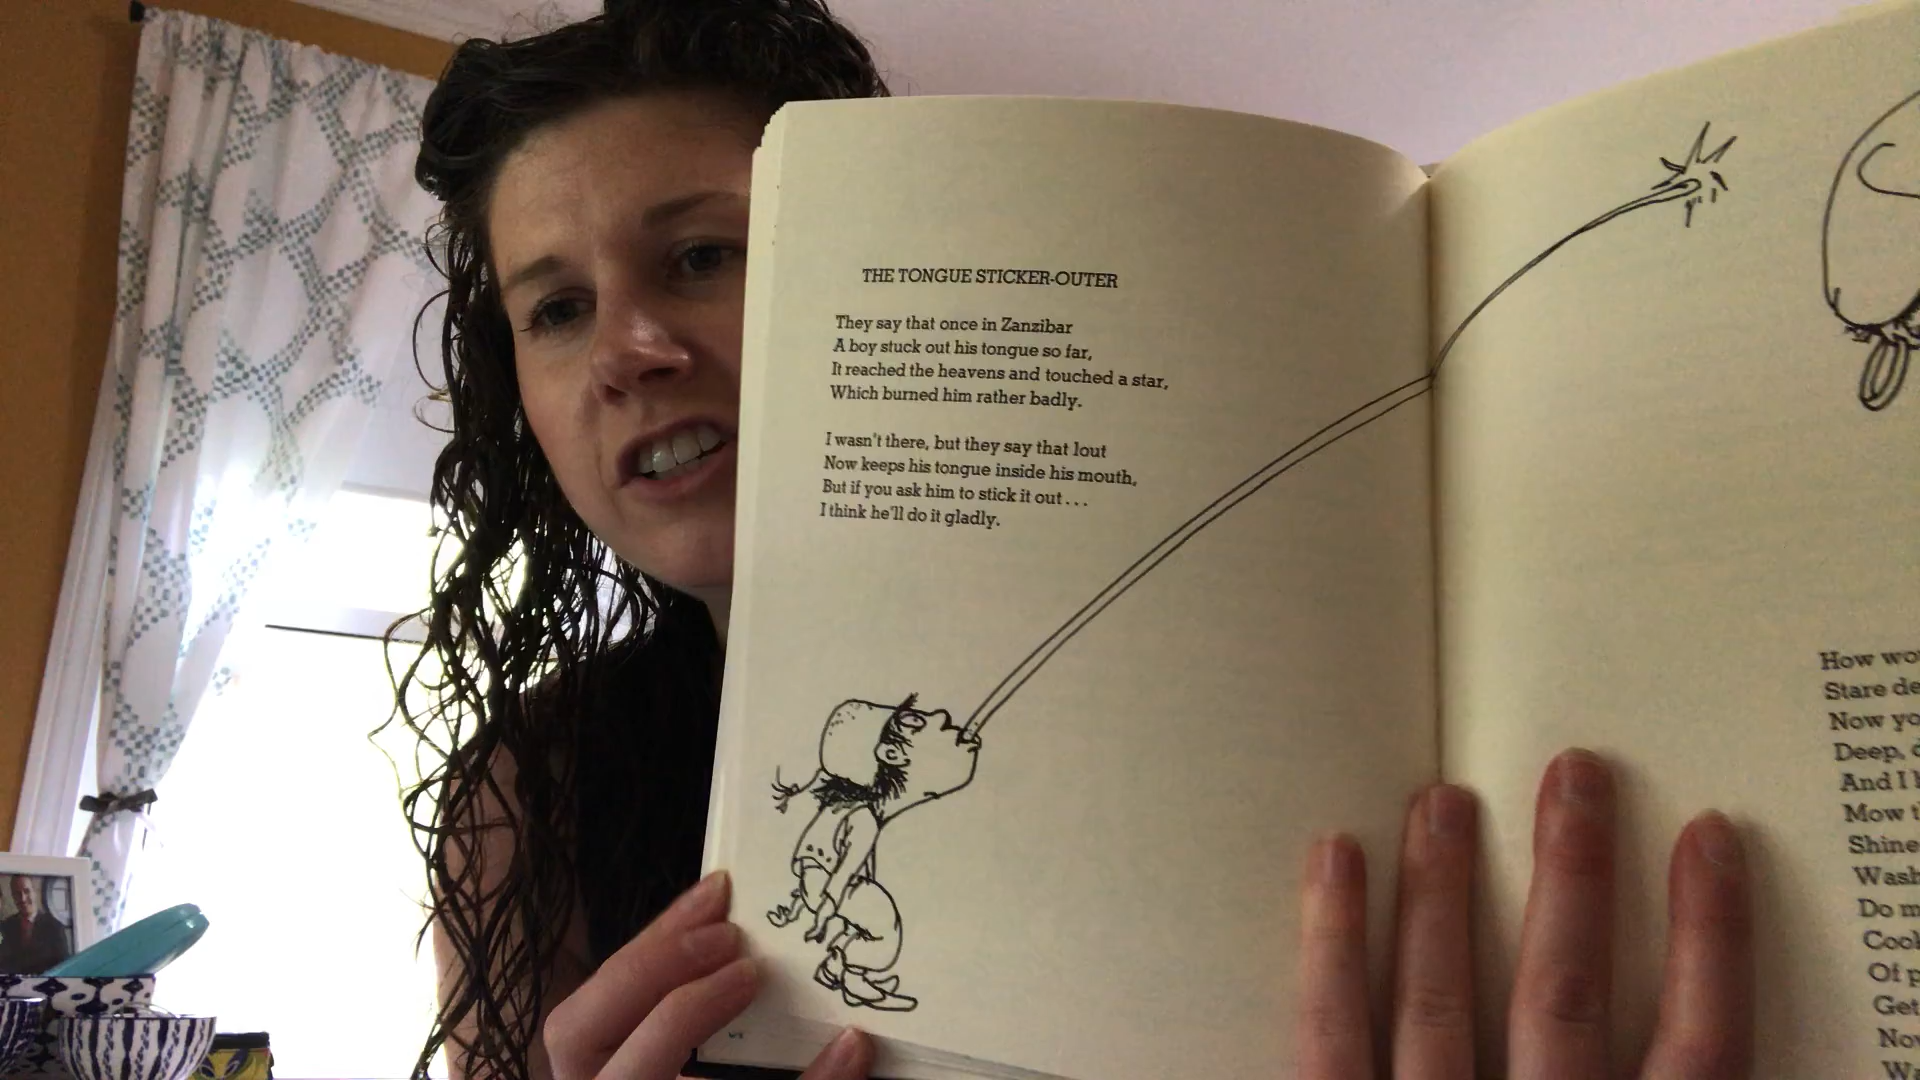 THE TONGUE STICKER-OUTER
They say that once in Zanzibar
A boy stuck out his tongue so far,
It reached the heavens and touched a star,
Which burned him rather badly.
I wasn't there, but they say that lout
Now keeps his tongue inside his mouth,
But if you ask him to stick it out . . .
I think he'll do it gladly.
How
Stare
Now
Deep,
And I
Mow
Shine
Do
Of
Get